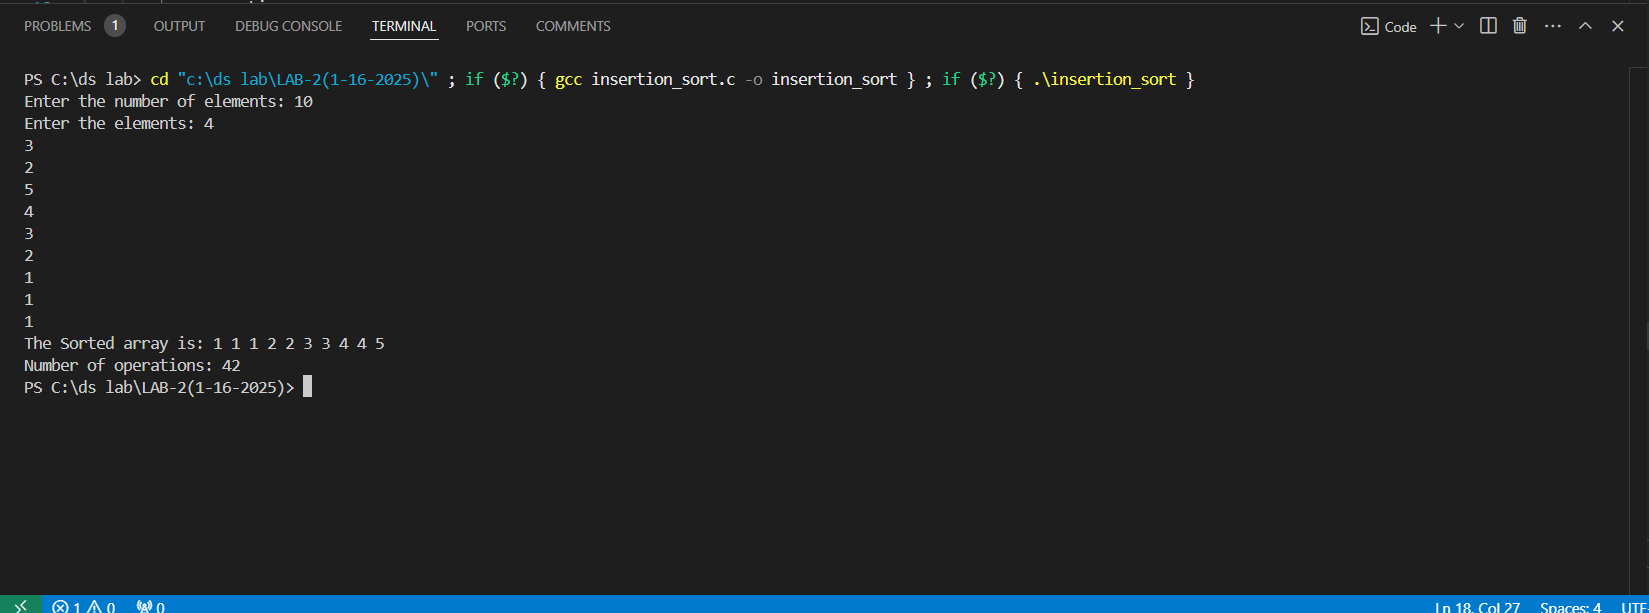 PROBLEMS 1 OUTPUT DEBUG CONSOLE TERMINAL PORTS COMMENTS Code
PS C:\ds lab> cd "c:\ds lab\LAB-2(1-16-2025)\" ; if ($?) { gcc insertion_sort.c -o insertion_sort } ; if ($?) { .\insertion_sort }
Enter the number of elements: 10
Enter the elements: 4
3
2
5
4
3
2
1
1
1
The Sorted array is: 1 1 1 2 2 3 3 4 4 5
Number of operations: 42
PS C:\ds lab\LAB-2(1-16-2025)>
1 0 0 Ln 18, Col 27 Spaces: 4 UTF